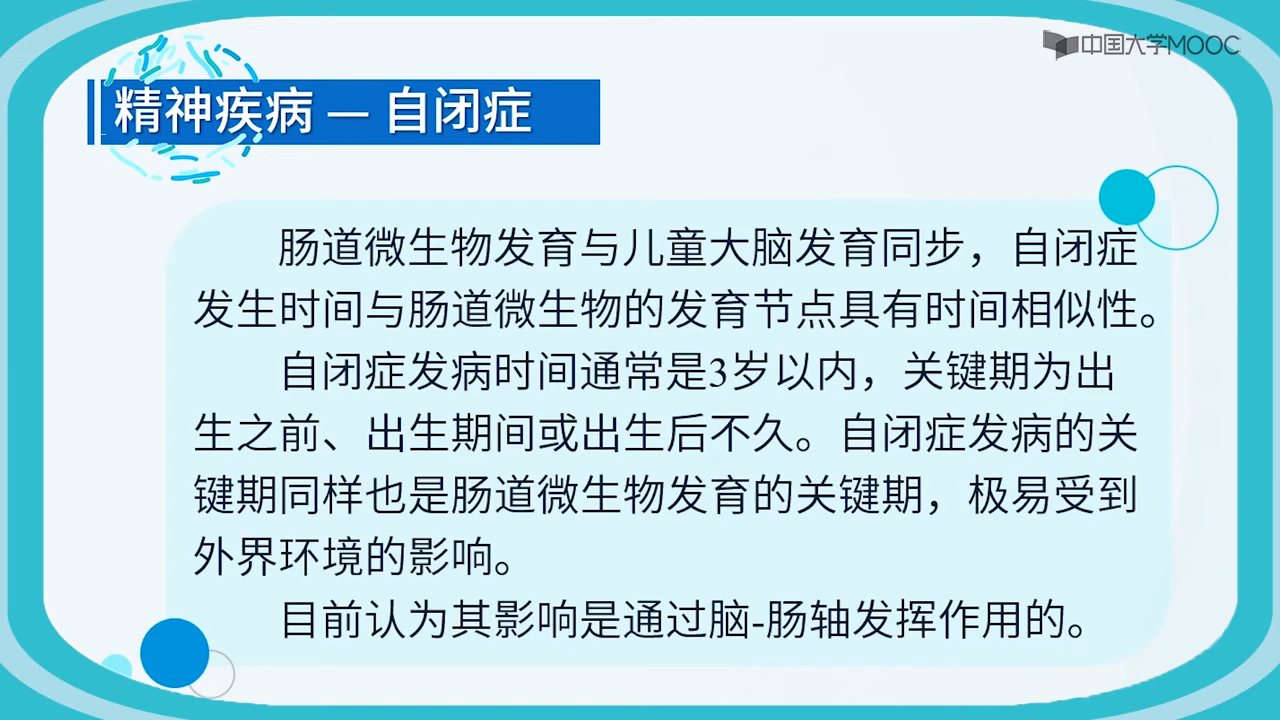 中国大学MOOC
精神疾病 — 自闭症
肠道微生物发育与儿童大脑发育同步，自闭症
发生时间与肠道微生物的发育节点具有时间相似性。
自闭症发病时间通常是3岁以内，关键期为出
生之前、出生期间或出生后不久。自闭症发病的关
键期同样也是肠道微生物发育的关键期，极易受到
外界环境的影响。
目前认为其影响是通过脑-肠轴发挥作用的。